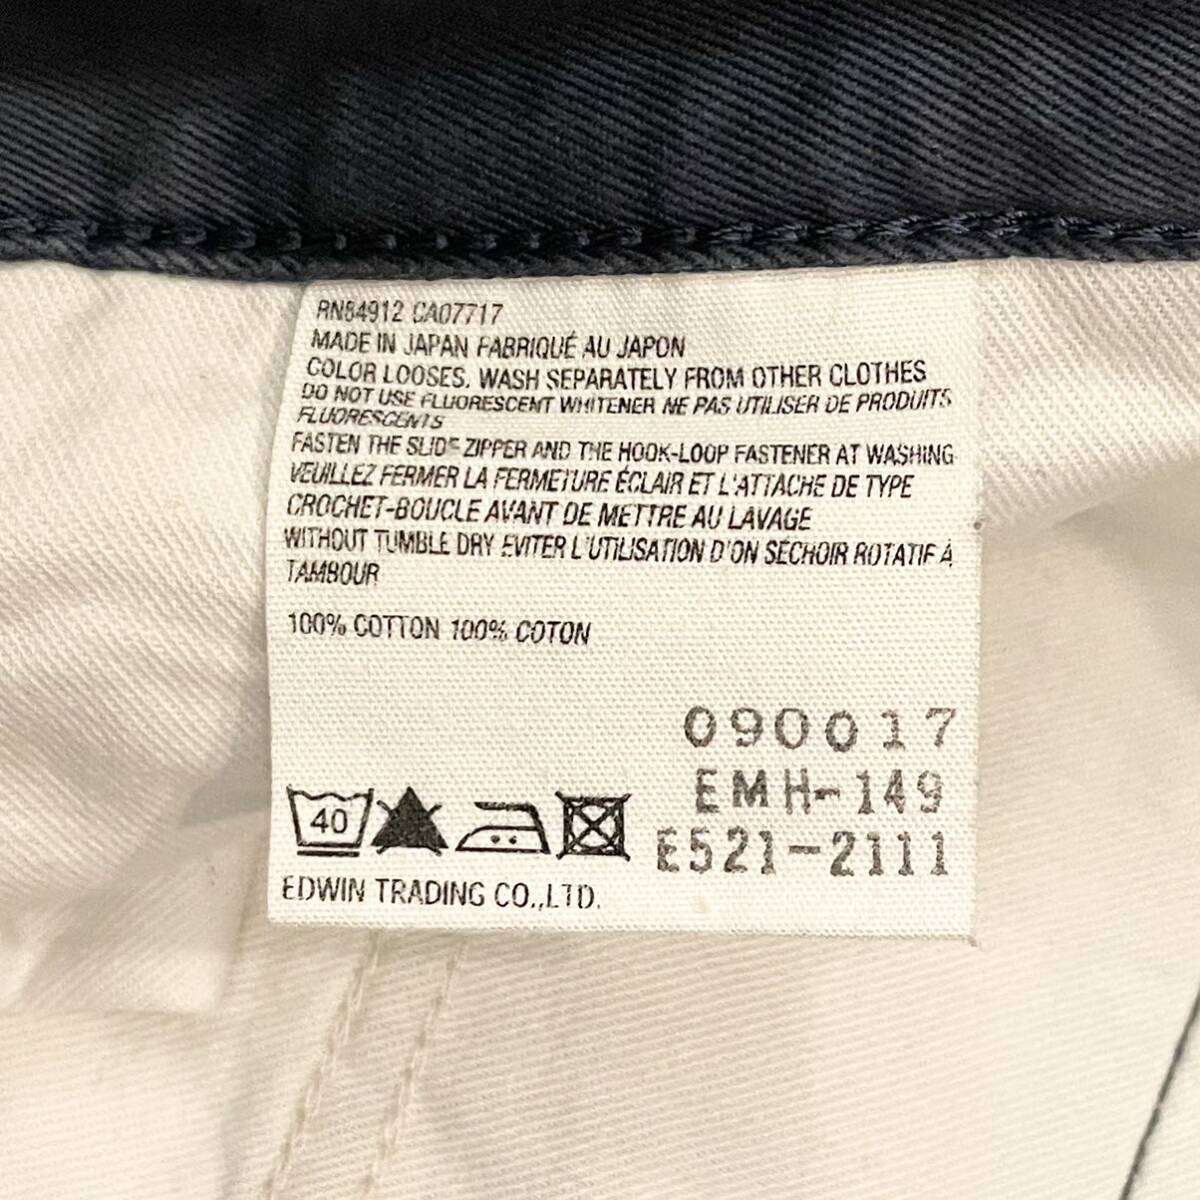 RN84912 CA07717
MADE IN JAPAN FABRIQUÉ AU JAPON
COLOR LOOSES. WASH SEPARATELY FROM OTHER CLOTHES
DO NOT USE FLUORESCENT WHITENER NE PAS UTILISER DE PRODUITS
FLUORESCENTS
FASTEN THE SLIDE ZIPPER AND THE HOOK-LOOP FASTENER AT WASHING
VEUILLEZ FERMER LA FERMETURE ÉCLAIR ET L'ATTACHE DE TYPE
CROCHET-BOUCLE AVANT DE METTRE AU LAVAGE
WITHOUT TUMBLE DRY EVITER L'UTILISATION D'ON SÉCHOIR ROTATIF À
TAMBOUR
100% COTTON 100% COTON
090017
EMH-149
E521-2111
40
EDWIN TRADING CO.,LTD.